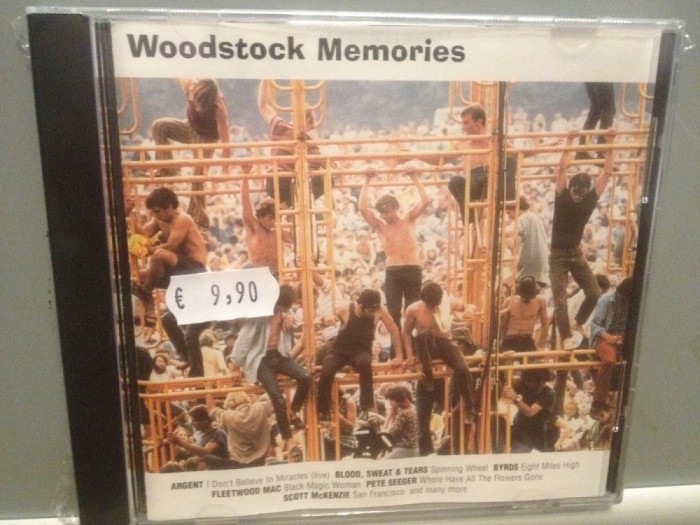 Woodstock Memories
€ 9,90
ARGENT I Don't Believe in Miracles (live) BLOOD, SWEAT & TEARS Spinning Wheel BYRDS Eight Miles High
FLEETWOOD MAC Black Magic Woman PETE SEEGER Where Have All The Flowers Gone
SCOTT McKENZIE San Francisco and many more